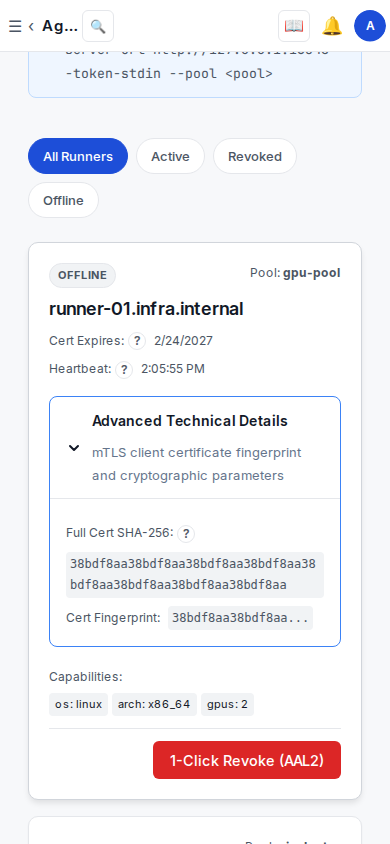 Ag...
A
-token-stdin --pool <pool>
All Runners
Active
Revoked
Offline
OFFLINE
Pool: gpu-pool
runner-01.infra.internal
Cert Expires: ? 2/24/2027
Heartbeat: ? 2:05:55 PM
Advanced Technical Details
mTLS client certificate fingerprint
and cryptographic parameters
Full Cert SHA-256: ?
38bdf8aa38bdf8aa38bdf8aa38bdf8aa38
bdf8aa38bdf8aa38bdf8aa38bdf8aa
Cert Fingerprint: 38bdf8aa38bdf8aa...
Capabilities:
os: linux
arch: x86_64
gpus: 2
1-Click Revoke (AAL2)